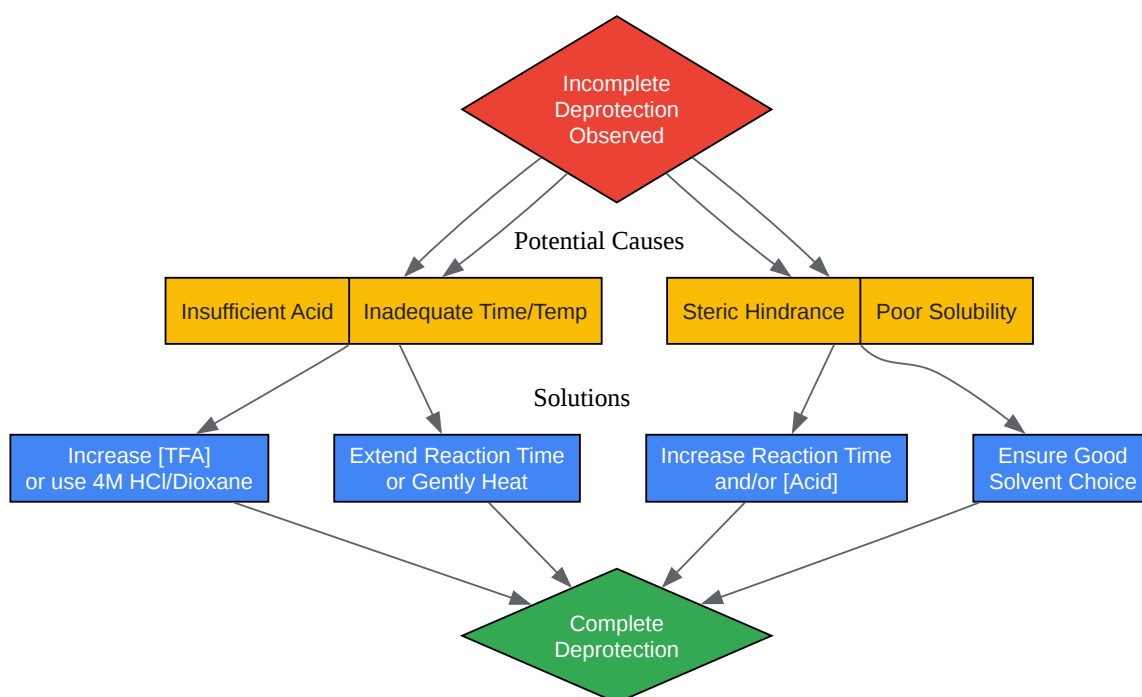 Incomplete
Deprotection
Observed
Potential Causes
Insufficient Acid
Inadequate Time/Temp
Steric Hindrance
Poor Solubility
Solutions
Increase [TFA]
or use 4M HCl/Dioxane
Extend Reaction Time
or Gently Heat
Increase Reaction Time
and/or [Acid]
Ensure Good
Solvent Choice
Complete
Deprotection